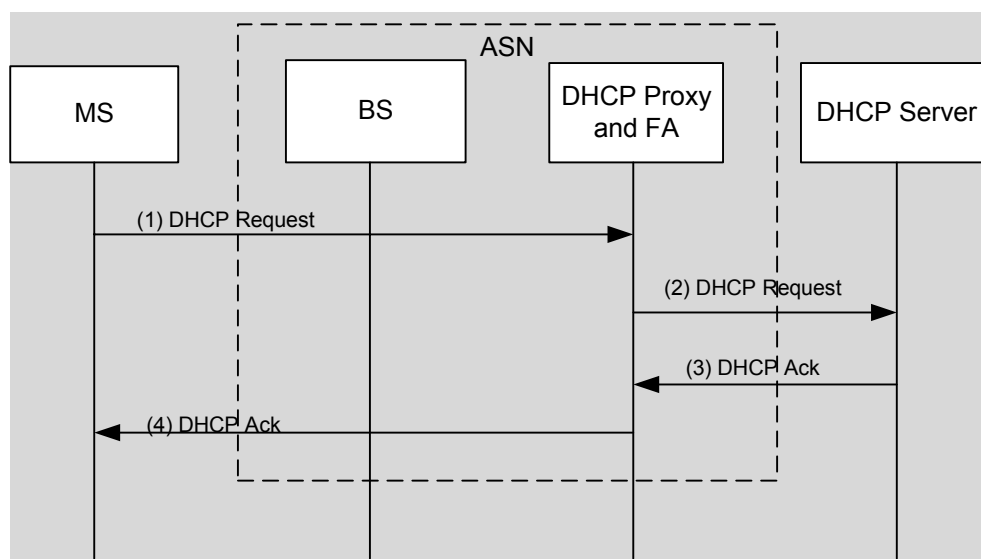 ASN
MS
BS
DHCP Proxy
and FA
DHCP Server
(1) DHCP Request
(2) DHCP Request
(3) DHCP Ack
(4) DHCP Ack